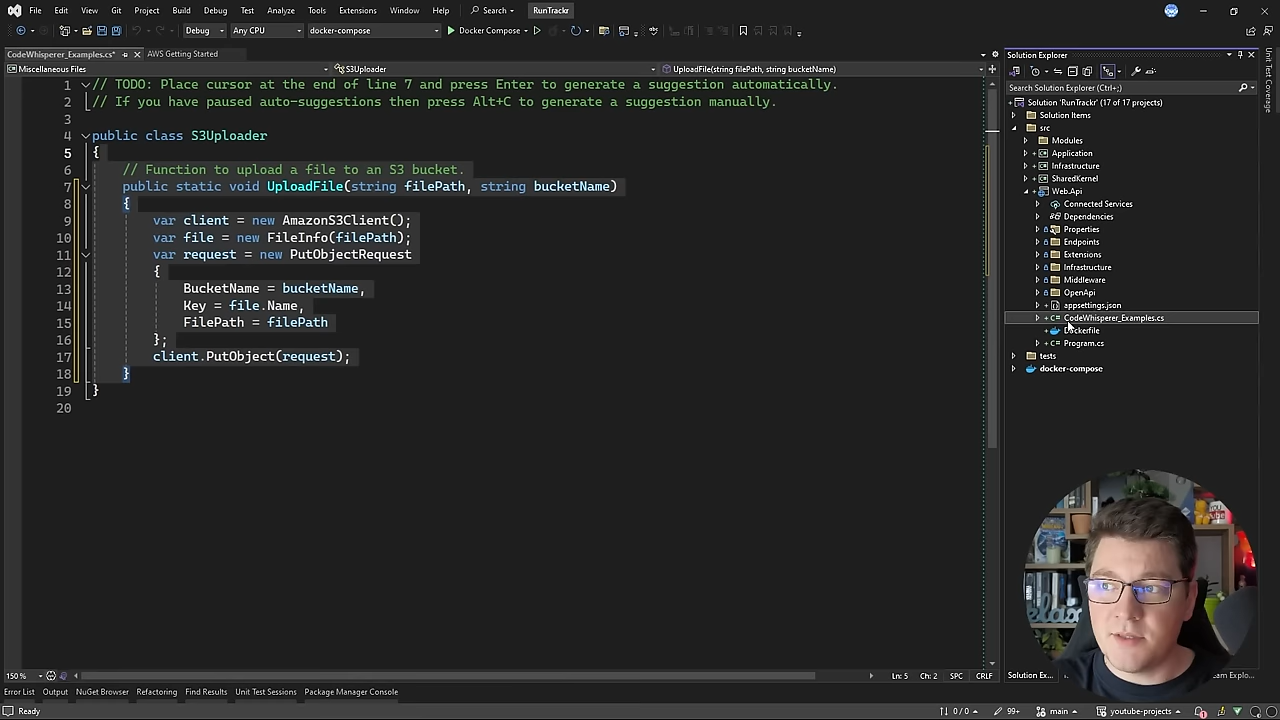 File Edit View Git Project Build Debug Test Analyze Tools Extensions Window Help Search RunTrackr
Debug Any CPU docker-compose Docker Compose
CodeWhisperer_Examples.cs* AWS Getting Started
Miscellaneous Files S3Uploader UploadFile(string filePath, string bucketName)
1 // TODO: Place cursor at the end of line 7 and press Enter to generate a suggestion automatically.
2 // If you have paused auto-suggestions then press Alt+C to generate a suggestion manually.
3
4 public class S3Uploader
5 {
6 // Function to upload a file to an S3 bucket.
7 public static void UploadFile(string filePath, string bucketName)
8 {
9 var client = new AmazonS3Client();
10 var file = new FileInfo(filePath);
11 var request = new PutObjectRequest
12 {
13 BucketName = bucketName,
14 Key = file.Name,
15 FilePath = filePath
16 };
17 client.PutObject(request);
18 }
19 }
20
150 % Ln: 5 Ch: 2 SPC CRLF
Error List Output NuGet Browser Refactoring Find Results Unit Test Sessions Package Manager Console
Ready 0 / 0 99+ main youtube-projects
Solution Explorer
Search Solution Explorer (Ctrl+;)
Solution 'RunTrackr' (17 of 17 projects)
Solution Items
src
Modules
Application
Infrastructure
SharedKernel
Web.Api
Connected Services
Dependencies
Properties
Endpoints
Extensions
Infrastructure
Middleware
OpenApi
appsettings.json
CodeWhisperer_Examples.cs
Dockerfile
Program.cs
tests
docker-compose
Unit Test Coverage
relax
Solution Ex...